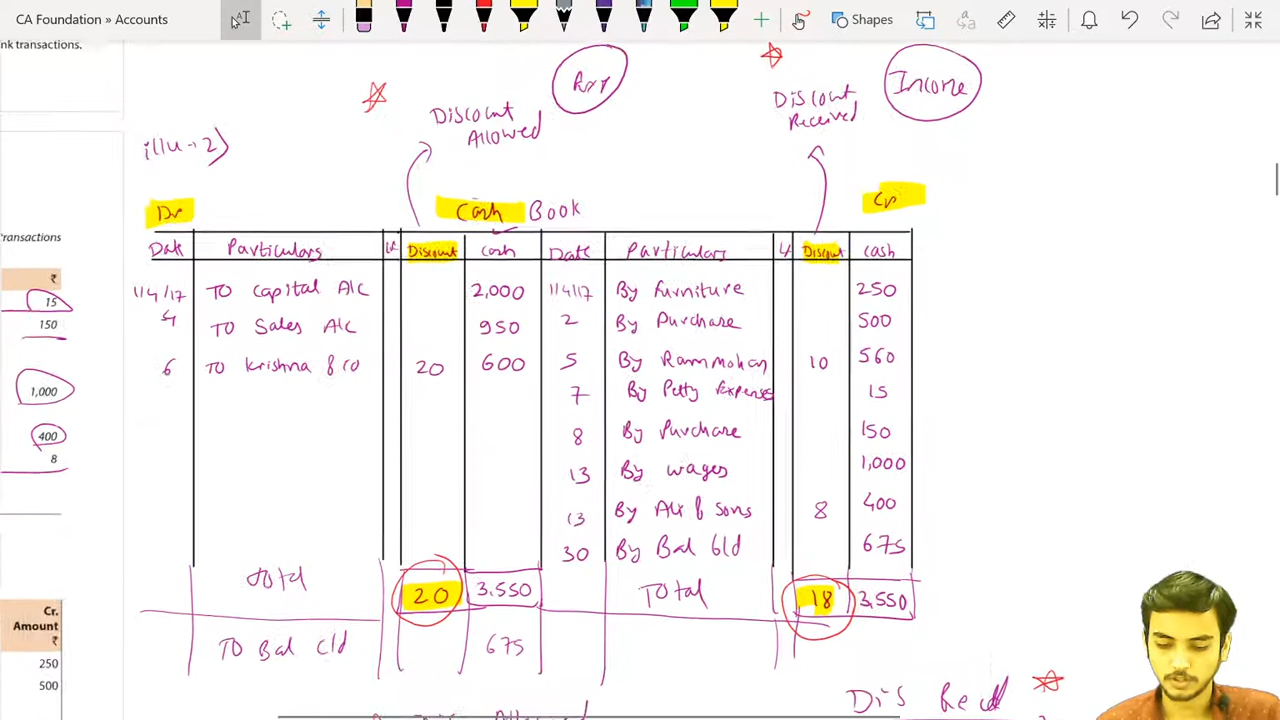 CA Foundation » Accounts
Shapes
nk transactions.
Income
Discount Allowed
Discount Received
illu-2)
Dr
Cash Book
Cr
Date Particulars Discount Cash Date Particulars Discount Cash
1/4/17 To Capital A/c 2,000 1/4/17 By Furniture 250
4 To Sales A/c 950 2 By Purchase 500
6 To Krishna & Co 20 600 5 By Rammohan 10 560
7 By Petty Expenses 15
8 By Purchase 150
13 By Wages 1,000
13 By Ali & Sons 8 400
30 By Bal 675
Total 20 3,550 Total 18 3,550
To Bal c/d 675
ransactions
₹
15
150
1,000
400
8
Cr.
Amount
₹
250
500
Dis Recd
Allowed